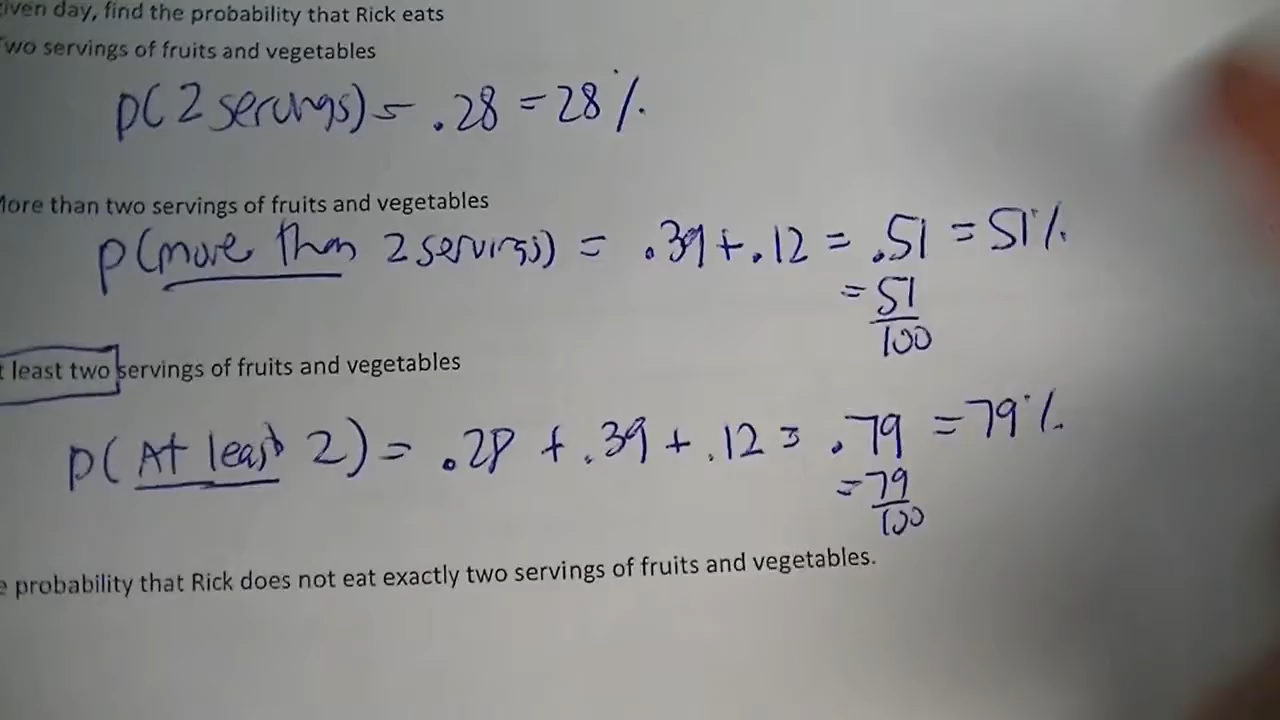 given day, find the probability that Rick eats
Two servings of fruits and vegetables
P(2 servings) = .28 = 28%
More than two servings of fruits and vegetables
P(more than 2 servings) = .39 + .12 = .51 = 51%
= 51/100
t least two servings of fruits and vegetables
P(At least 2) = .28 + .39 + .12 = .79 = 79%
= 79/100
e probability that Rick does not eat exactly two servings of fruits and vegetables.